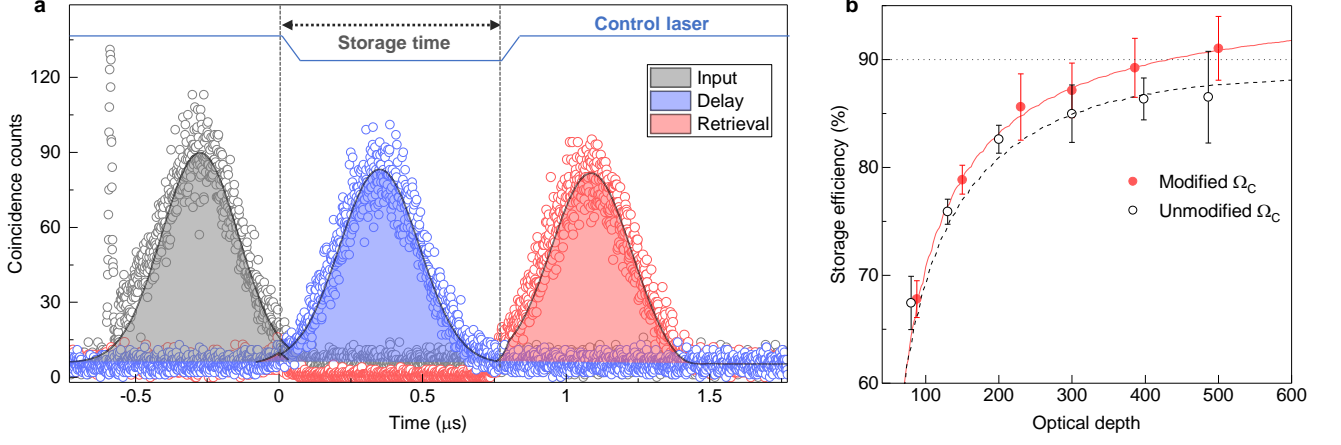 a
Control laser
Storage time
Input
Delay
Retrieval
Coincidence counts
120
90
60
30
0
-0.5
0
0.5
1
1.5
Time (μs)
b
Storage efficiency (%)
90
80
70
60
Modified Ω_C
Unmodified Ω_C
100
200
300
400
500
600
Optical depth